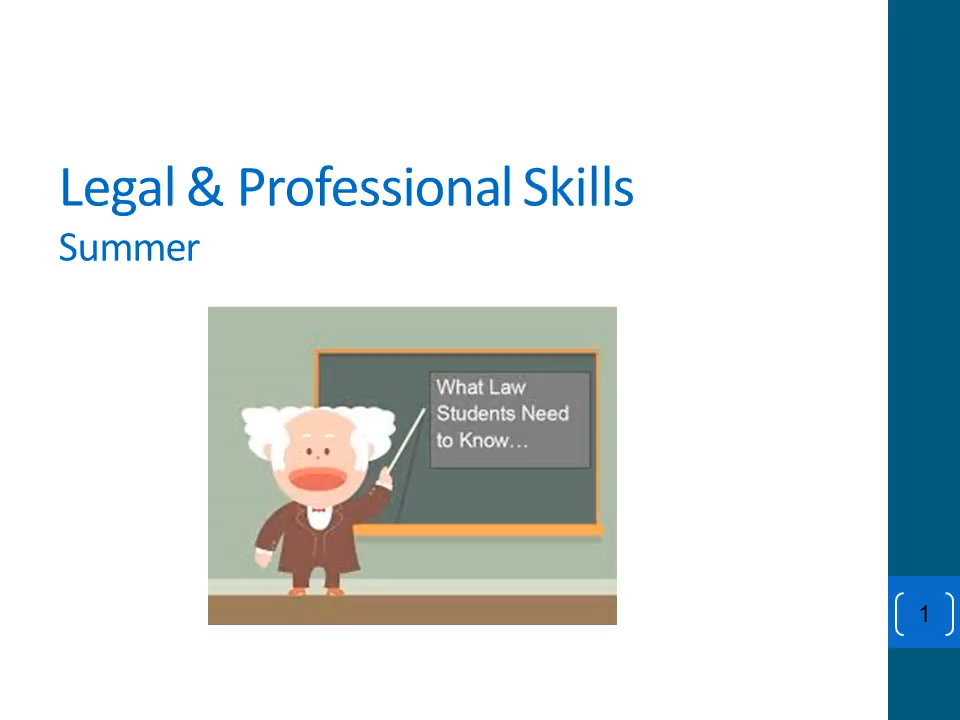 Legal & Professional Skills
Summer
What Law
Students Need
to Know...
1